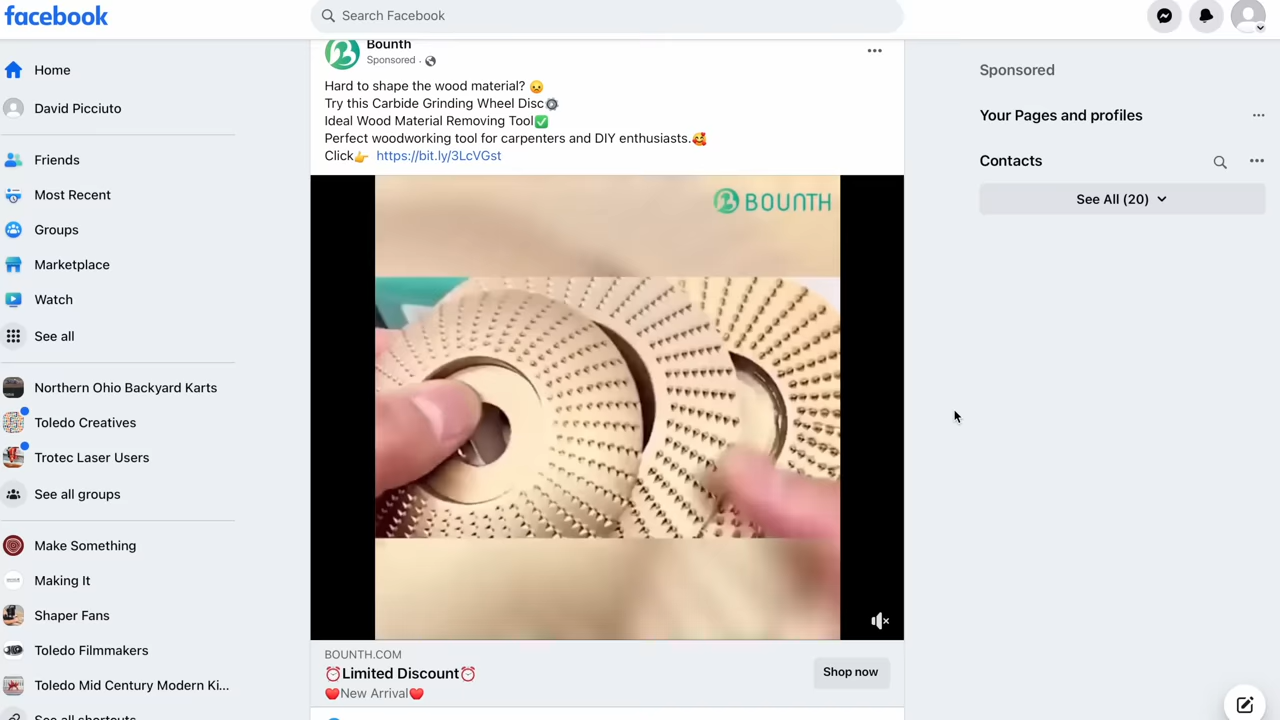 facebook
Search Facebook
Home
David Picciuto
Friends
Most Recent
Groups
Marketplace
Watch
See all
Northern Ohio Backyard Karts
Toledo Creatives
Trotec Laser Users
See all groups
Make Something
Making It
Shaper Fans
Toledo Filmmakers
Toledo Mid Century Modern Ki...
See all shortcuts
Bounth
Sponsored ·
Hard to shape the wood material? 😦
Try this Carbide Grinding Wheel Disc⚙️
Ideal Wood Material Removing Tool✅
Perfect woodworking tool for carpenters and DIY enthusiasts.🥰
Click👉 https://bit.ly/3LcVGst
BOUNTH
BOUNTH.COM
⏰Limited Discount⏰
❤️New Arrival❤️
Shop now
Sponsored
Your Pages and profiles
Contacts
See All (20)